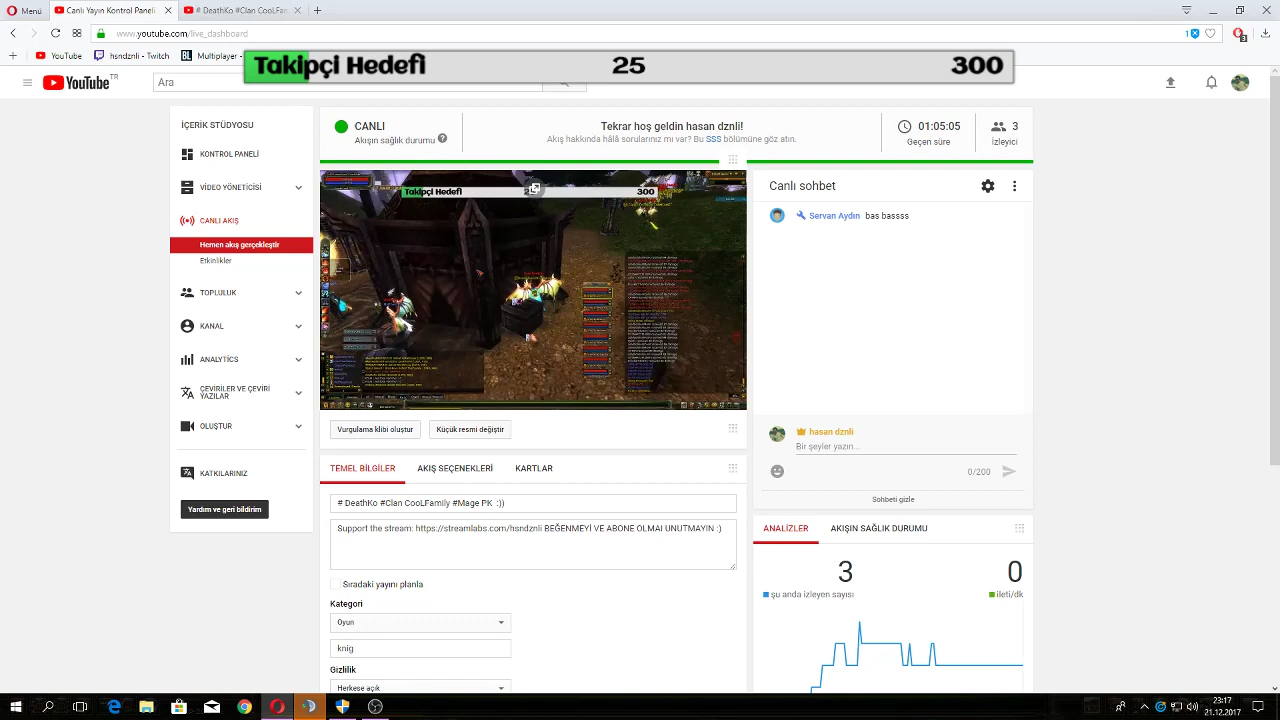 Menü
Canlı Yayın Kontrol Paneli
# DeathKo #Clan CooLFamily
www.youtube.com/live_dashboard
1
YouTube
hsndznli - Twitch
Multiplayer -
Takipçi Hedefi 25 300
YouTube TR
Ara
İÇERİK STÜDYOSU
KONTROL PANELİ
VİDEO YÖNETİCİSİ
CANLI AKIŞ
Hemen akış gerçekleştir
Etkinlikler
TOPLULUK
KANAL
ANALYTICS
ÇEVİRİLER VE ÇEVİRİ
YAZILAR
OLUŞTUR
KATKILARINIZ
Yardım ve geri bildirim
CANLI
Akışın sağlık durumu
Tekrar hoş geldin hasan dznli!
Akış hakkında hâlâ sorularınız mı var? Bu SSS bölümüne göz atın.
01:05:05
Geçen süre
3
İzleyici
Takipçi Hedefi 300
Vurgulama klibi oluştur
Küçük resmi değiştir
Canlı sohbet
Servan Aydın bas bassss
hasan dznli
Bir şeyler yazın...
0/200
Sohbeti gizle
TEMEL BİLGİLER
AKIŞ SEÇENEKLERİ
KARTLAR
# DeathKo #Clan CooLFamily #Mage PK :))
Support the stream: https://streamlabs.com/hsndznli BEĞENMEYİ VE ABONE OLMAI UNUTMAYIN :)
Sıradaki yayını planla
Kategori
Oyun
knig
Gizlilik
Herkese açık
ANALİZLER
AKIŞIN SAĞLIK DURUMU
3
şu anda izleyen sayısı
0
ileti/dk
23:17
21.12.2017